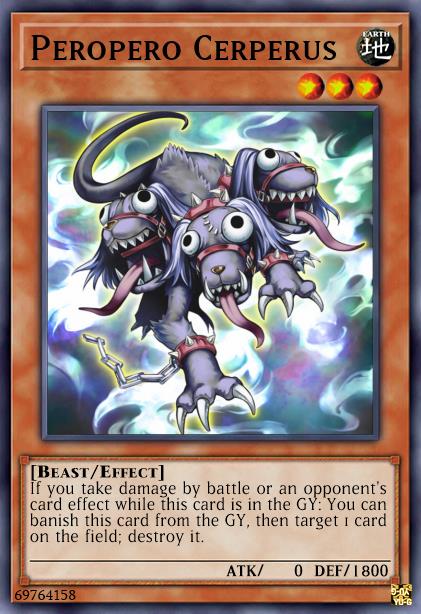 PEROPERO CERPERUS
EARTH
地
[BEAST/EFFECT]
If you take damage by battle or an opponent's
card effect while this card is in the GY: You can
banish this card from the GY, then target 1 card
on the field; destroy it.
ATK/ 0 DEF/1800
69764158